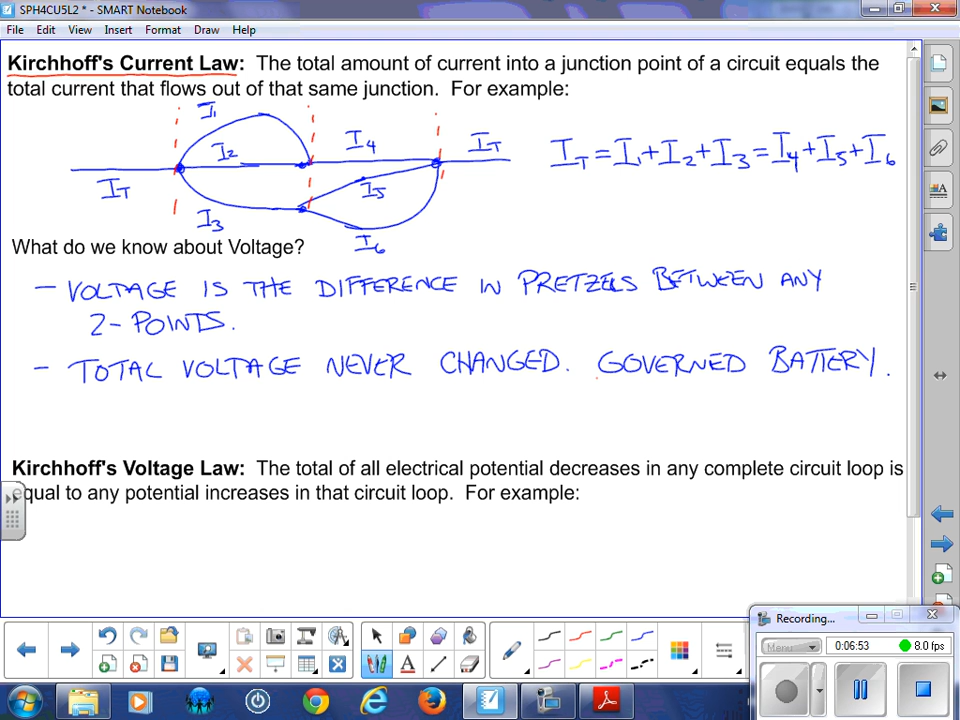 SPH4CU5L2 * - SMART Notebook
File Edit View Insert Format Draw Help
Kirchhoff's Current Law: The total amount of current into a junction point of a circuit equals the
total current that flows out of that same junction. For example:
I1
I2
I4
IT
IT = I1 + I2 + I3 = I4 + I5 + I6
IT
I5
I3
I6
What do we know about Voltage?
- VOLTAGE IS THE DIFFERENCE IN PRETZELS BETWEEN ANY
2- POINTS.
- TOTAL VOLTAGE NEVER CHANGED. GOVERNED BATTERY.
Kirchhoff's Voltage Law: The total of all electrical potential decreases in any complete circuit loop is
equal to any potential increases in that circuit loop. For example:
Recording...
Menu
0:06:53
8.0 fps